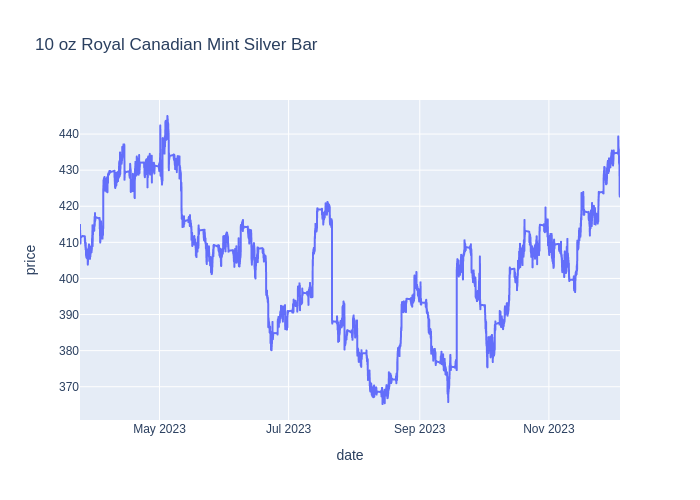 10 oz Royal Canadian Mint Silver Bar
440
430
420
410
400
390
380
370
price
May 2023
Jul 2023
Sep 2023
Nov 2023
date